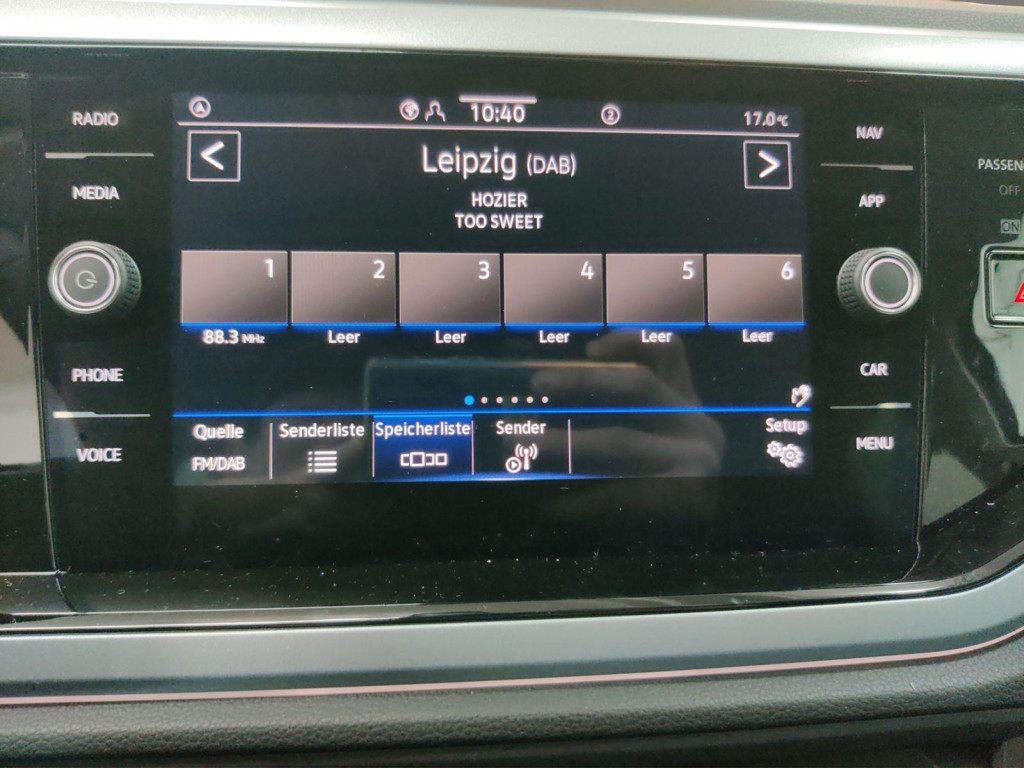 RADIO
MEDIA
PHONE
VOICE
10:40
2
17.0°C
<
Leipzig (DAB)
>
HOZIER
TOO SWEET
1
2
3
4
5
6
88.3 MHz
Leer
Leer
Leer
Leer
Leer
Quelle
FM/DAB
Senderliste
Speicherliste
Sender
Setup
NAV
APP
CAR
MENU
PASSEN
OFF
ON